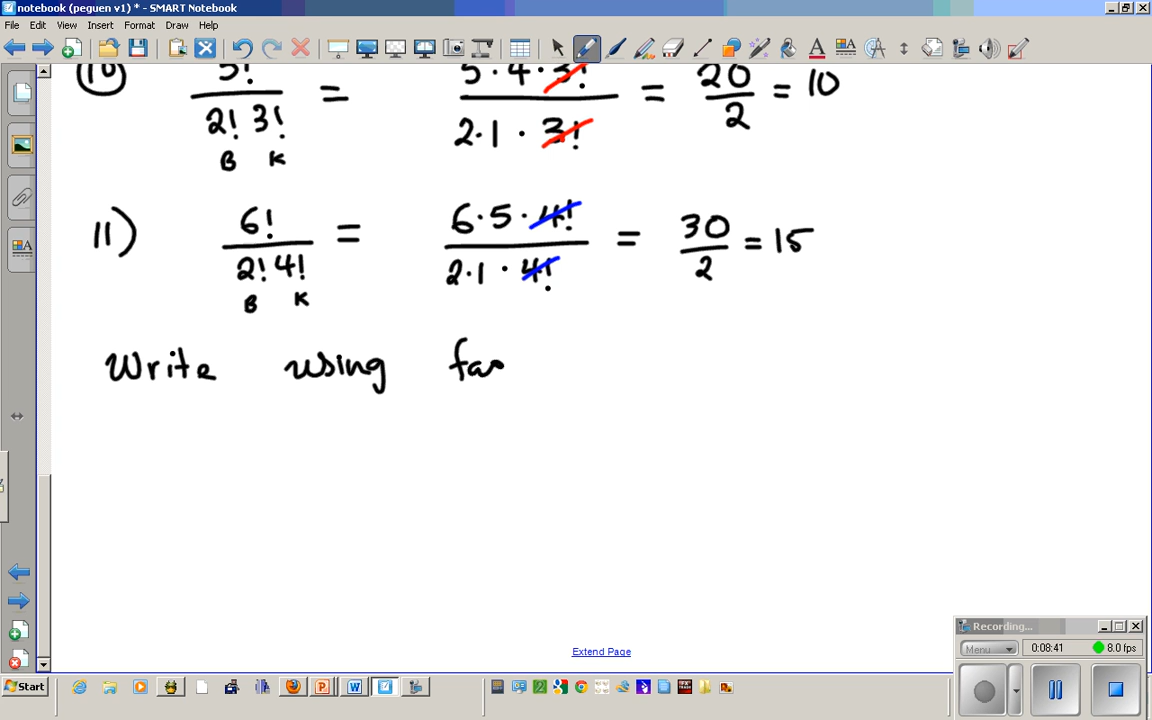 notebook (peguen v1) * - SMART Notebook
File Edit View Insert Format Tools Draw Help
10) 5! / 2! 3! = 5 · 4 · 3! / 2 · 1 · 3! = 20 / 2 = 10
B K
11) 6! / 2! 4! = 6 · 5 · 4! / 2 · 1 · 4! = 30 / 2 = 15
B K
Write using fac
Extend Page
Recording...
Menu 0:08:41 8.0 fps
Start